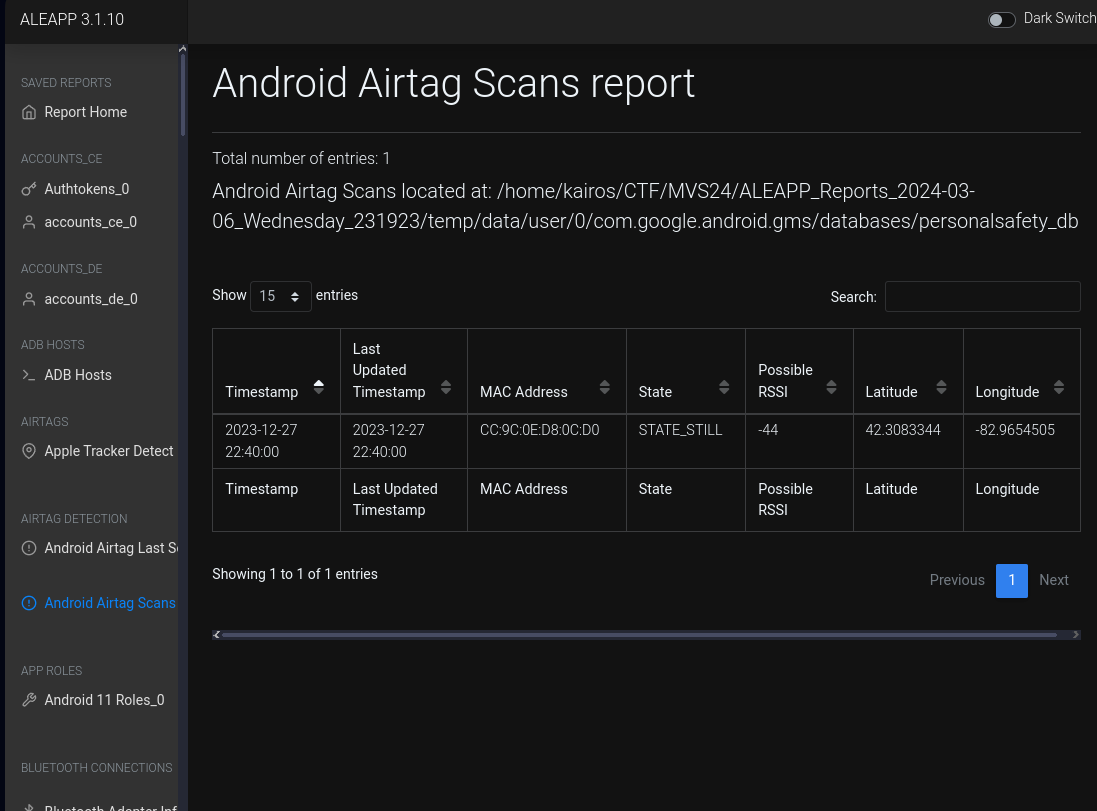 ALEAPP 3.1.10
Dark Switch
SAVED REPORTS
Report Home
ACCOUNTS_CE
Authtokens_0
accounts_ce_0
ACCOUNTS_DE
accounts_de_0
ADB HOSTS
ADB Hosts
AIRTAGS
Apple Tracker Detect
AIRTAG DETECTION
Android Airtag Last
Android Airtag Scans
APP ROLES
Android 11 Roles_0
BLUETOOTH CONNECTIONS
Bluetooth Adapter Inf
Android Airtag Scans report
Total number of entries: 1
Android Airtag Scans located at: /home/kairos/CTF/MVS24/ALEAPP_Reports_2024-03-
06_Wednesday_231923/temp/data/user/0/com.google.android.gms/databases/personalsafety_db
Show 15 entries
Search:
Timestamp
Last
Updated
Timestamp
MAC Address
State
Possible
RSSI
Latitude
Longitude
2023-12-27
22:40:00
2023-12-27
22:40:00
CC:9C:0E:D8:0C:D0
STATE_STILL
-44
42.3083344
-82.9654505
Timestamp
Last Updated
Timestamp
MAC Address
State
Possible
RSSI
Latitude
Longitude
Showing 1 to 1 of 1 entries
Previous 1 Next